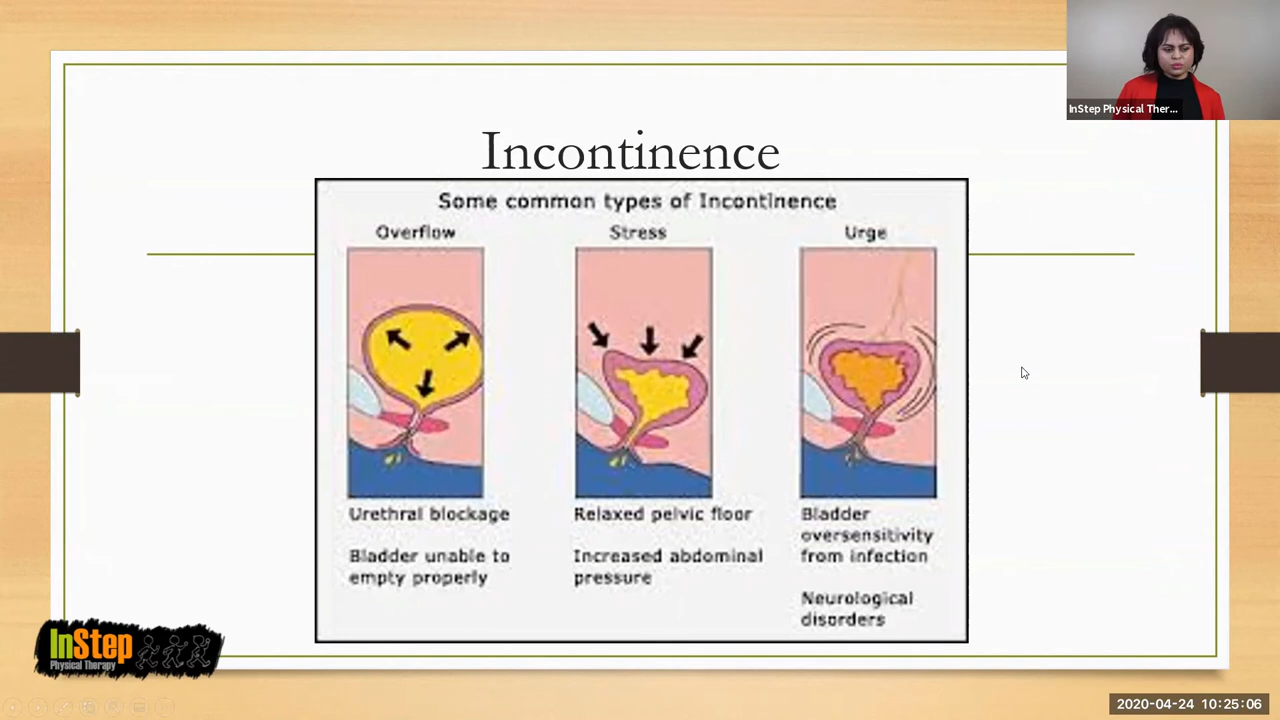 InStep Physical Ther...
Incontinence
Some common types of Incontinence
Overflow
Stress
Urge
Urethral blockage
Bladder unable to
empty properly
Relaxed pelvic floor
Increased abdominal
pressure
Bladder
oversensitivity
from infection
Neurological
disorders
InStep
Physical Therapy
2020-04-24 10:25:06